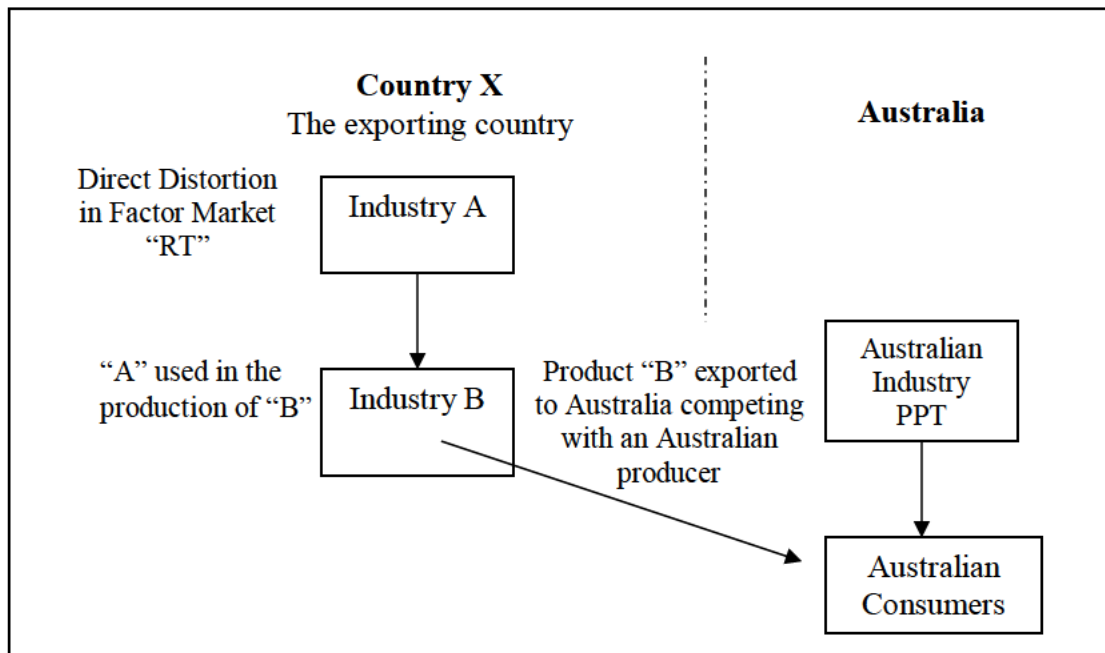 Country X
The exporting country
Australia
Direct Distortion
in Factor Market
“RT”
Industry A
“A” used in the
production of “B”
Industry B
Product “B” exported
to Australia competing
with an Australian
producer
Australian
Industry
PPT
Australian
Consumers